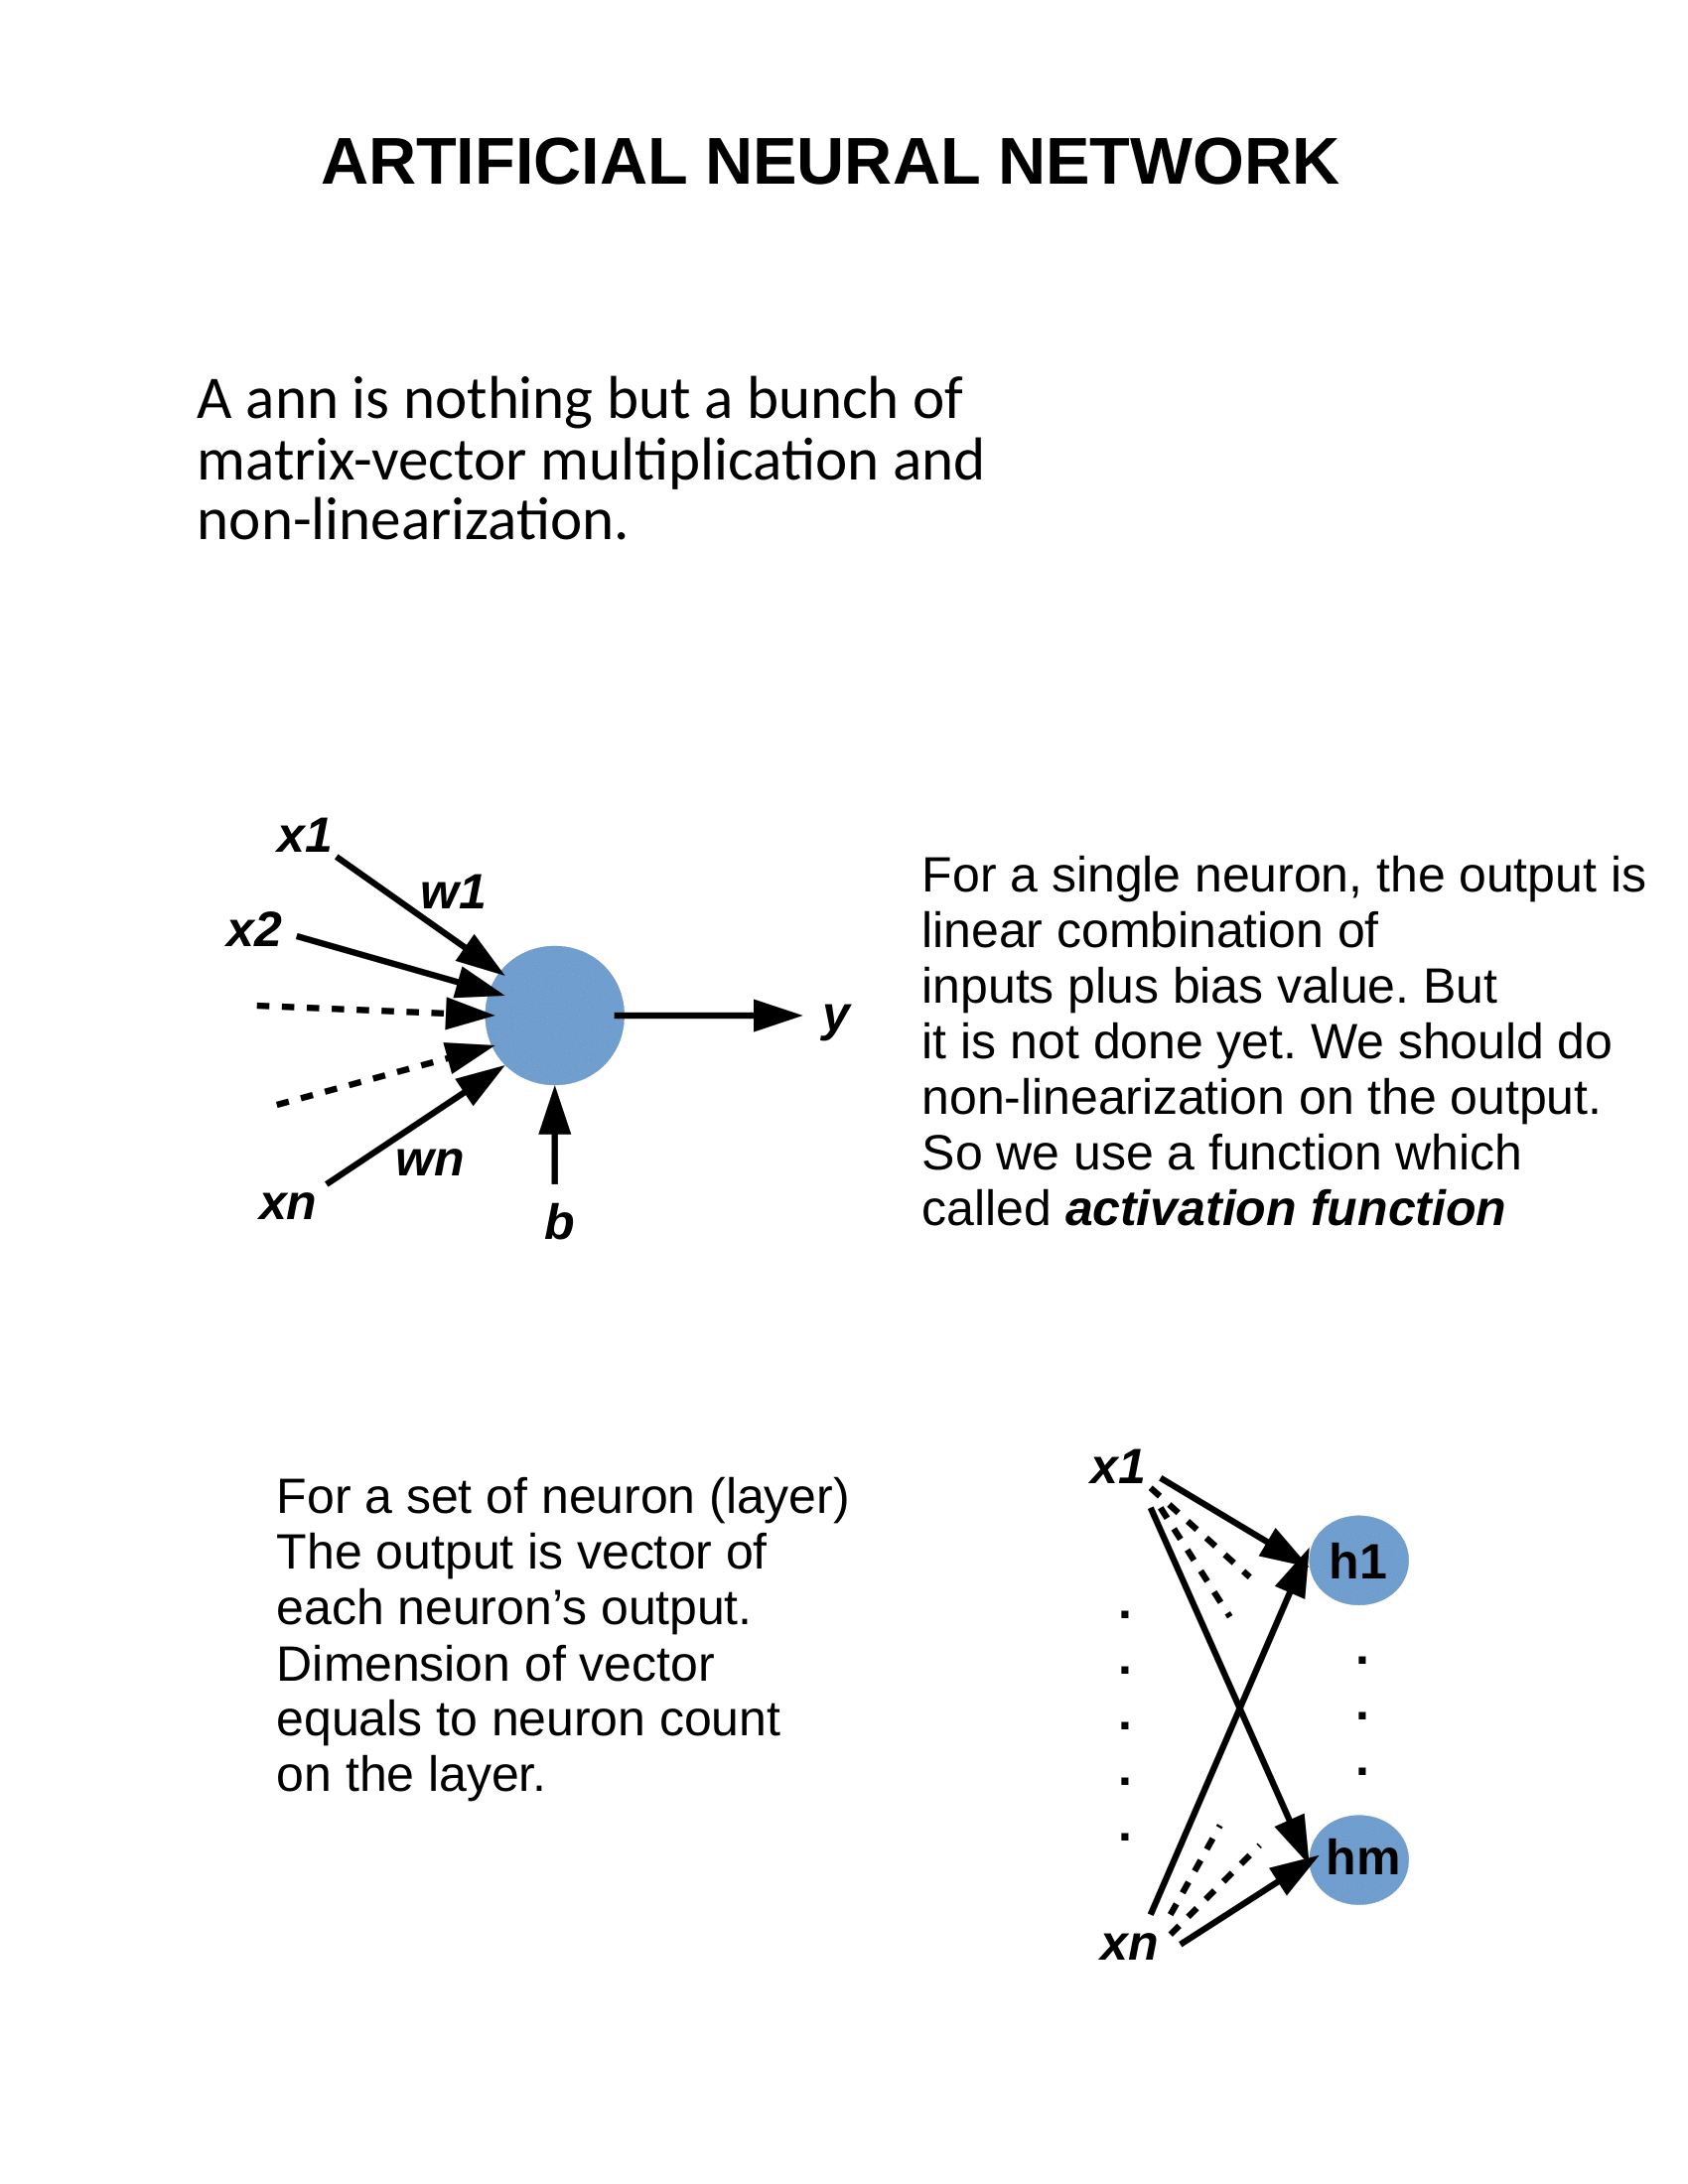 ARTIFICIAL NEURAL NETWORK
A ann is nothing but a bunch of
matrix-vector multiplication and
non-linearization.
x1
w1
x2
y
wn
xn
b
For a single neuron, the output is
linear combination of
inputs plus bias value. But
it is not done yet. We should do
non-linearization on the output.
So we use a function which
called activation function
For a set of neuron (layer)
The output is vector of
each neuron’s output.
Dimension of vector
equals to neuron count
on the layer.
x1
h1
.
.
.
.
.
.
.
.
hm
xn